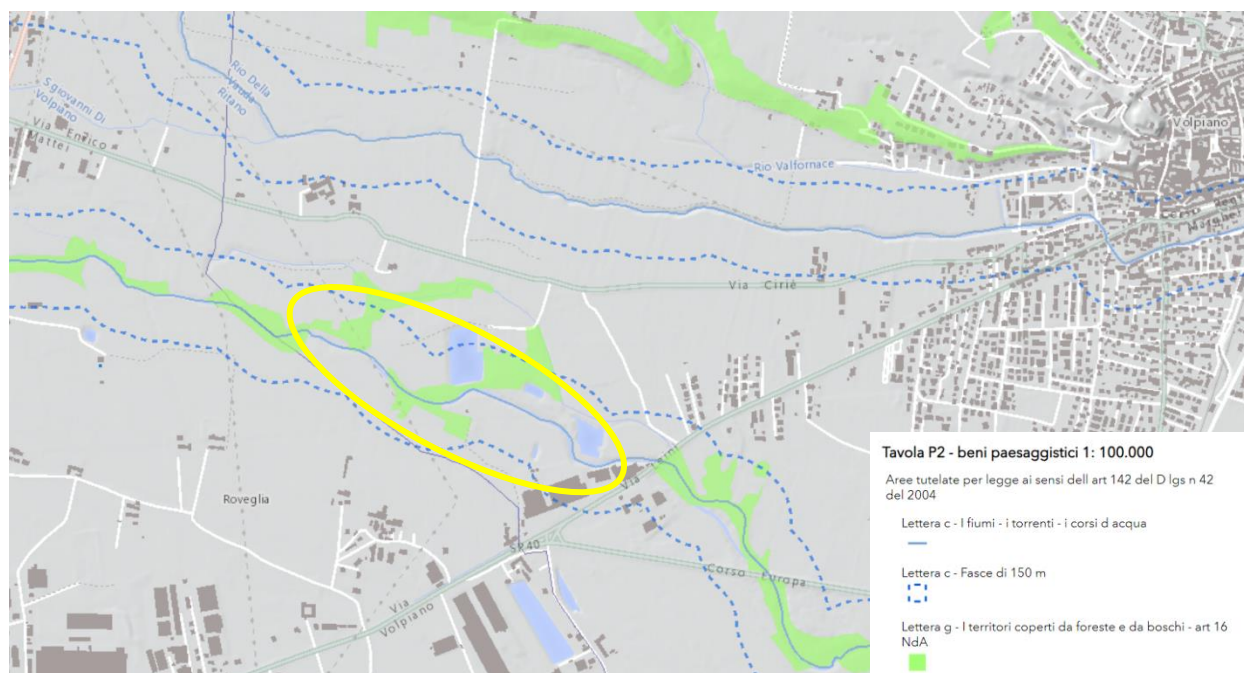 Rio Della
Vauda
Ritano
S giovanni Di
Volpiano
Via Enrico
Mattei
Rio Valfornace
Volpiano
Via Ciriè
Roveglia
SR40
Via
Volpiano
Corso Europa
Tavola P2 - beni paesaggistici 1: 100.000
Aree tutelate per legge ai sensi dell art 142 del D lgs n 42
del 2004
Lettera c - I fiumi - i torrenti - i corsi d acqua
Lettera c - Fasce di 150 m
Lettera g - I territori coperti da foreste e da boschi - art 16
NdA